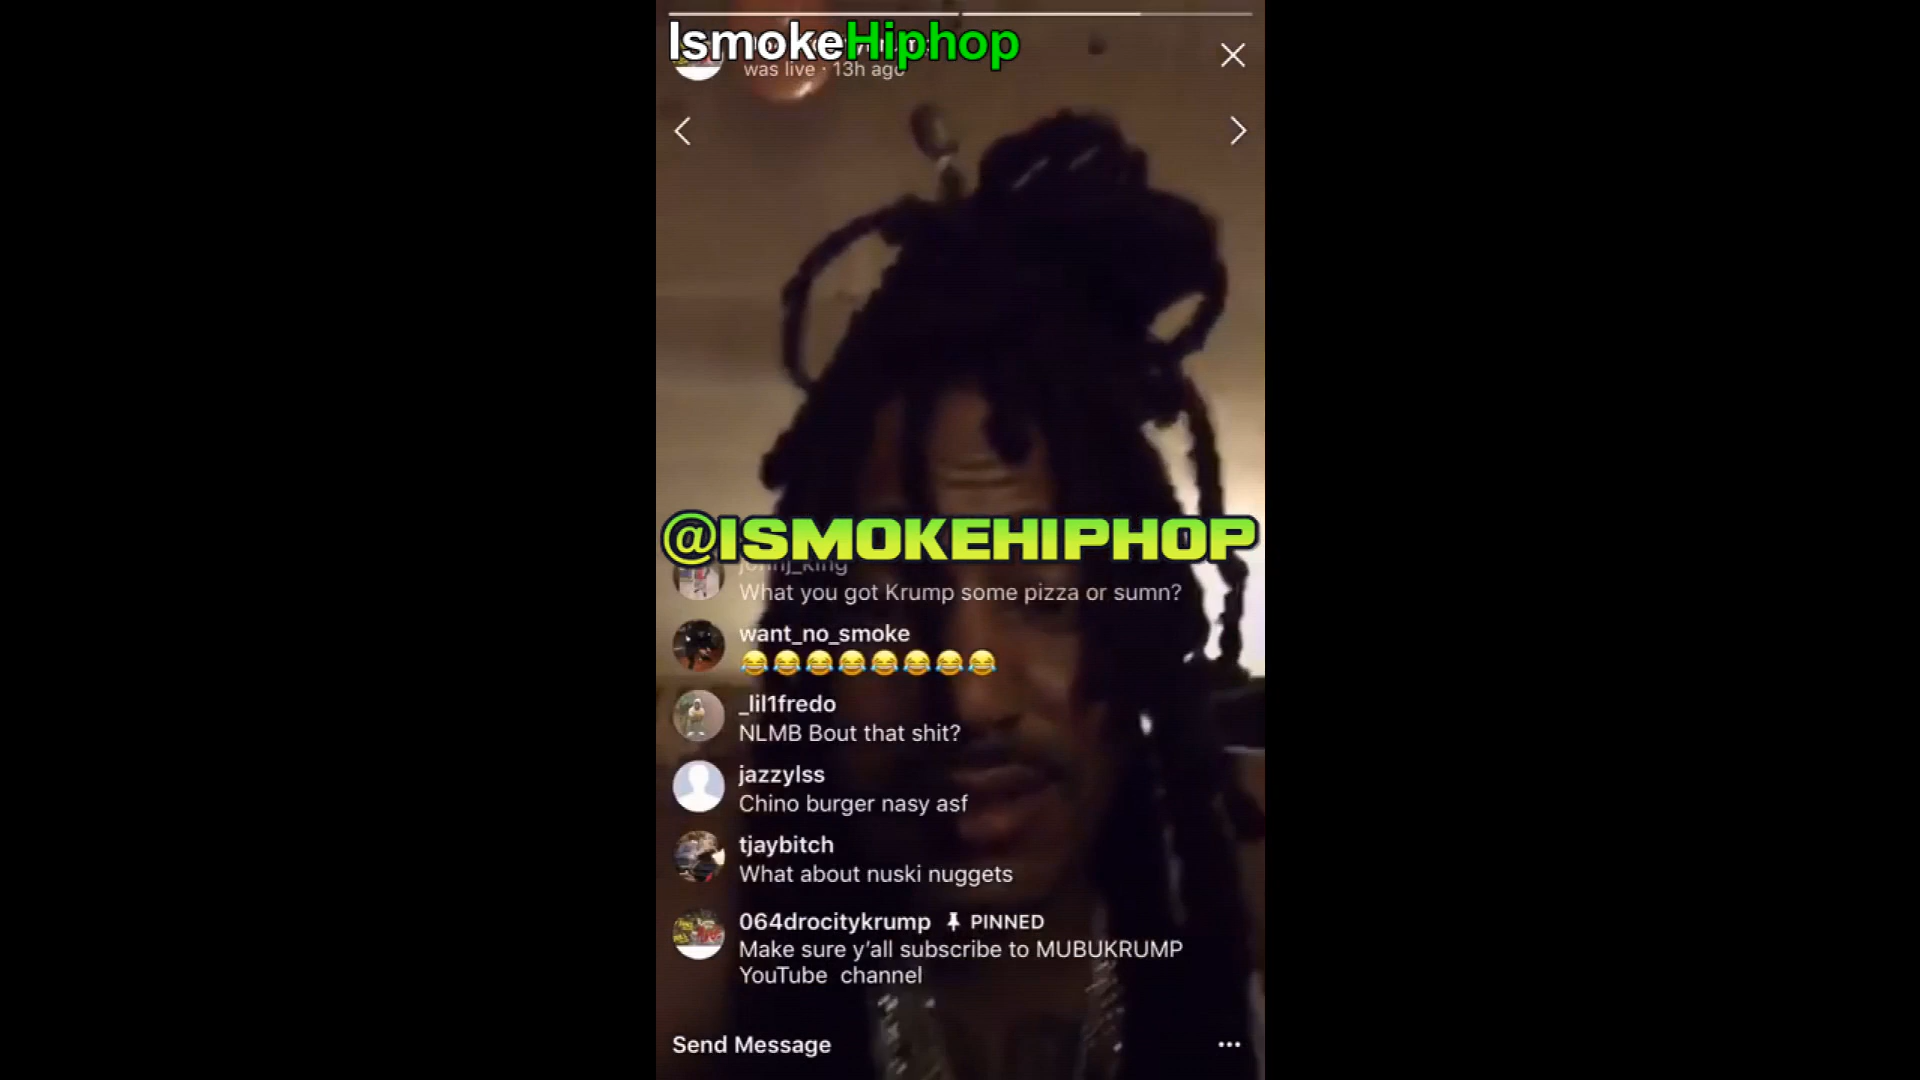 IsmokeHiphop
was live · 13h ago
@ISMOKEHIPHOP
johnj_king
What you got Krump some pizza or sumn?
want_no_smoke
😂😂😂😂😂😂😂😂
_lil1fredo
NLMB Bout that shit?
jazzylss
Chino burger nasy asf
tjaybitch
What about nuski nuggets
064drocitykrump PINNED
Make sure y'all subscribe to MUBUKRUMP
YouTube channel
Send Message